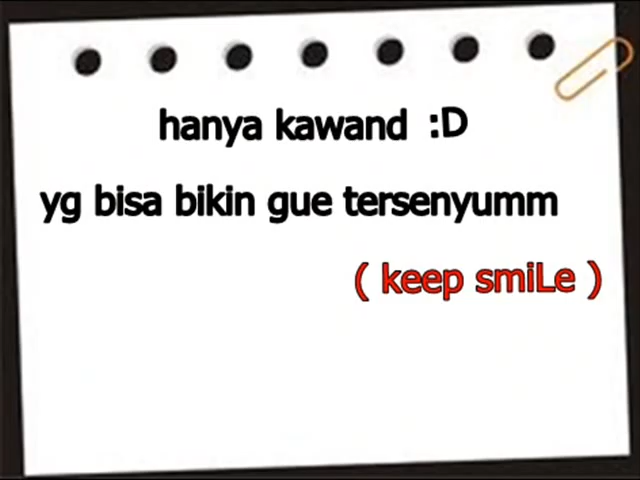 hanya kawand :D
yg bisa bikin gue tersenyumm
( keep smiLe )